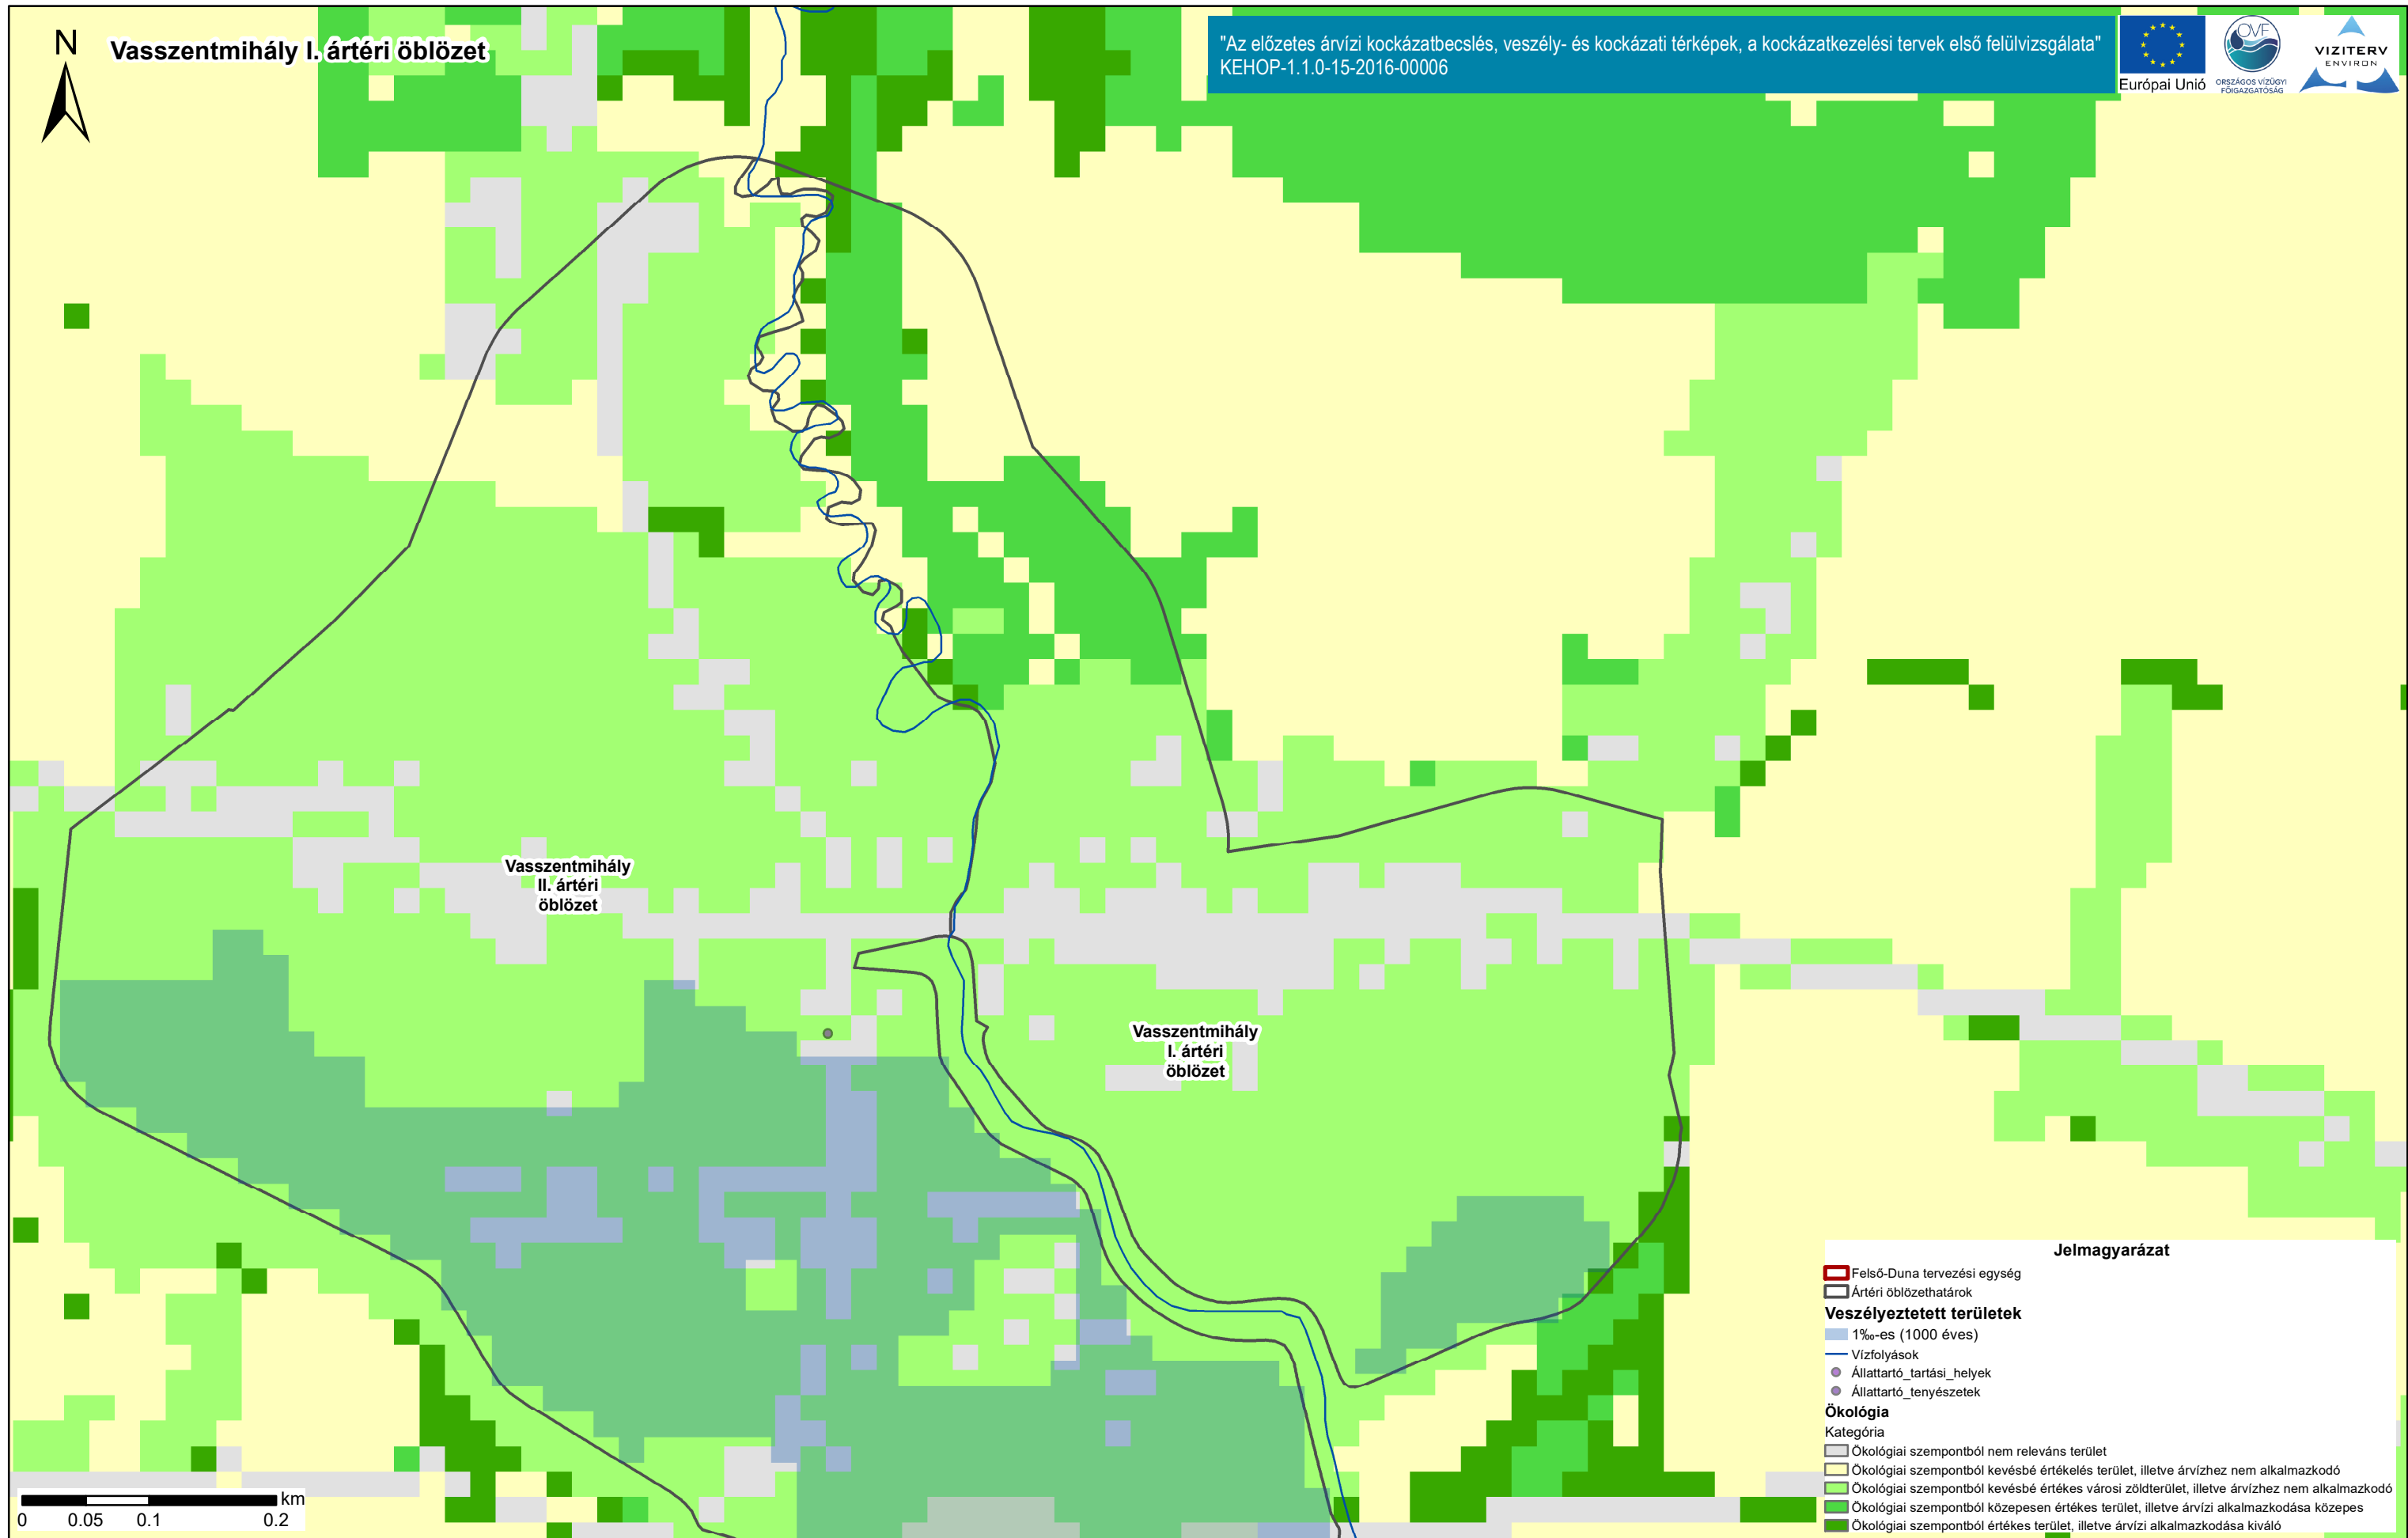 N
Vasszentmihály I. ártéri öblözet
"Az előzetes árvízi kockázatbecslés, veszély- és kockázati térképek, a kockázatkezelési tervek első felülvizsgálata"
KEHOP-1.1.0-15-2016-00006
Európai Unió
OVF
ORSZÁGOS VÍZÜGYI
FŐIGAZGATÓSÁG
VIZITERV
ENVIRON
Vasszentmihály
II. ártéri
öblözet
Vasszentmihály
I. ártéri
öblözet
Jelmagyarázat
Felső-Duna tervezési egység
Ártéri öblözethatárok
Veszélyeztetett területek
1‰-es (1000 éves)
Vízfolyások
Állattartó_tartási_helyek
Állattartó_tenyészetek
Ökológia
Kategória
Ökológiai szempontból nem releváns terület
Ökológiai szempontból kevésbé értékelés terület, illetve árvízhez nem alkalmazkodó
Ökológiai szempontból kevésbé értékes városi zöldterület, illetve árvízhez nem alkalmazkodó
Ökológiai szempontból közepesen értékes terület, illetve árvízi alkalmazkodása közepes
Ökológiai szempontból értékes terület, illetve árvízi alkalmazkodása kiváló
km
0 0.05 0.1 0.2